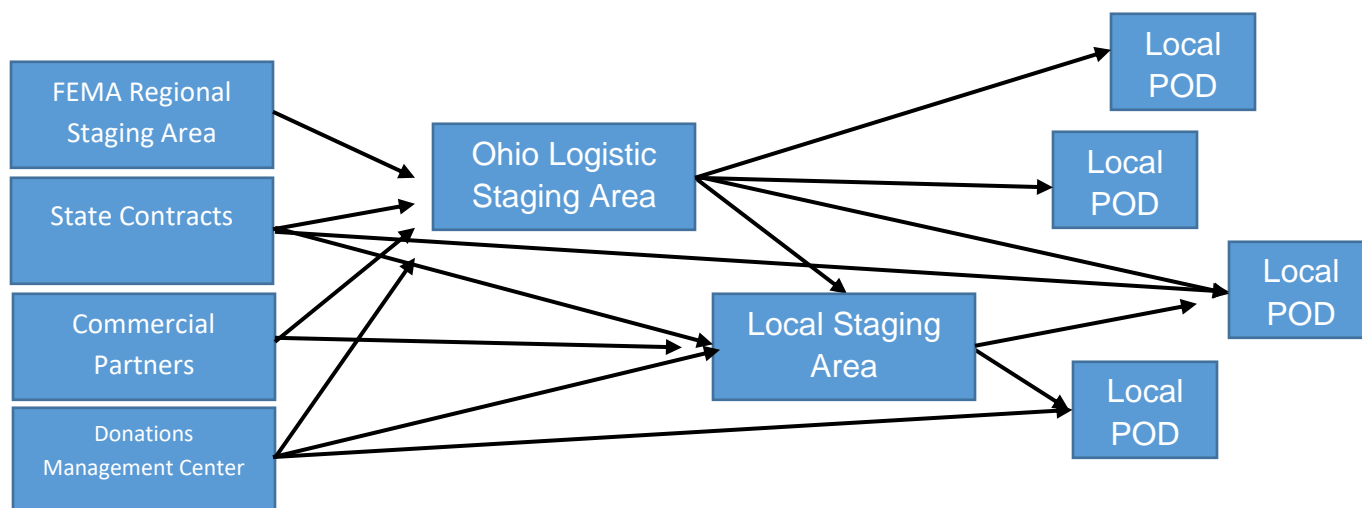 FEMA Regional
Staging Area
State Contracts
Commercial
Partners
Donations
Management Center
Ohio Logistic
Staging Area
Local Staging
Area
Local
POD
Local
POD
Local
POD
Local
POD